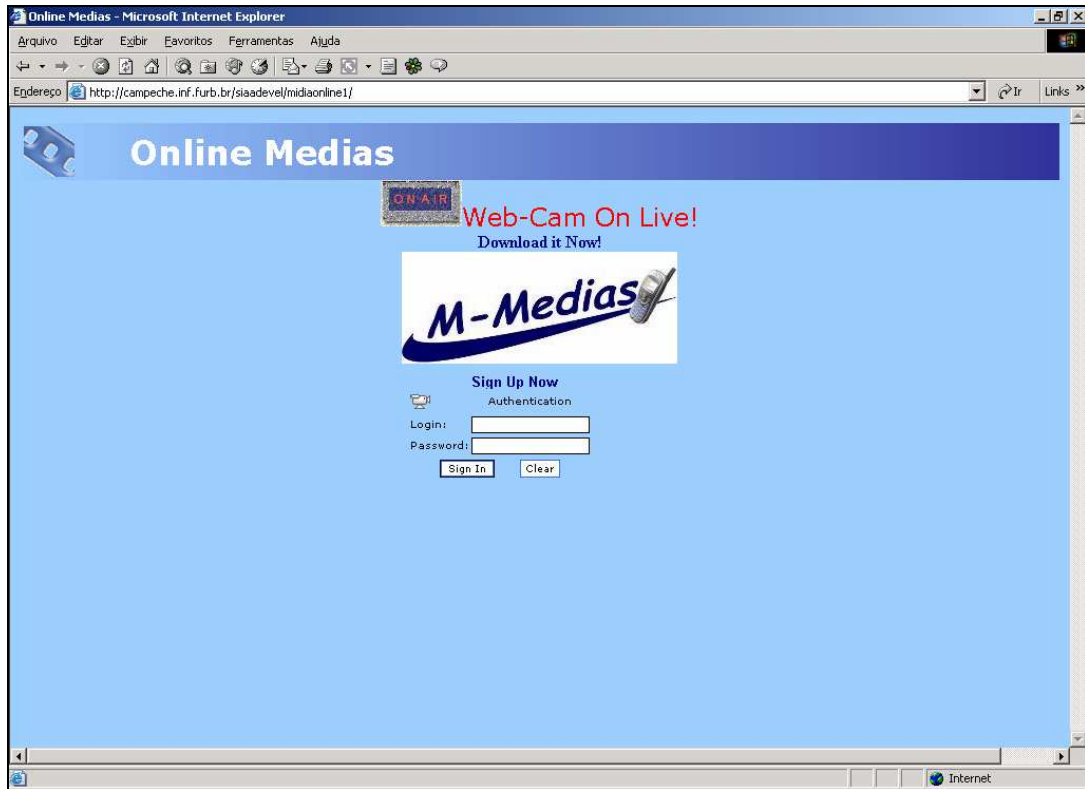 Online Medias - Microsoft Internet Explorer
Arquivo Editar Exibir Favoritos Ferramentas Ajuda
Endereço http://campeche.inf.furb.br/siaadevel/midiaonline1/ Ir Links »
Online Medias
ON AIR
Web-Cam On Live!
Download it Now!
M-Medias
Sign Up Now
Authentication
Login:
Password:
Sign In Clear
Internet